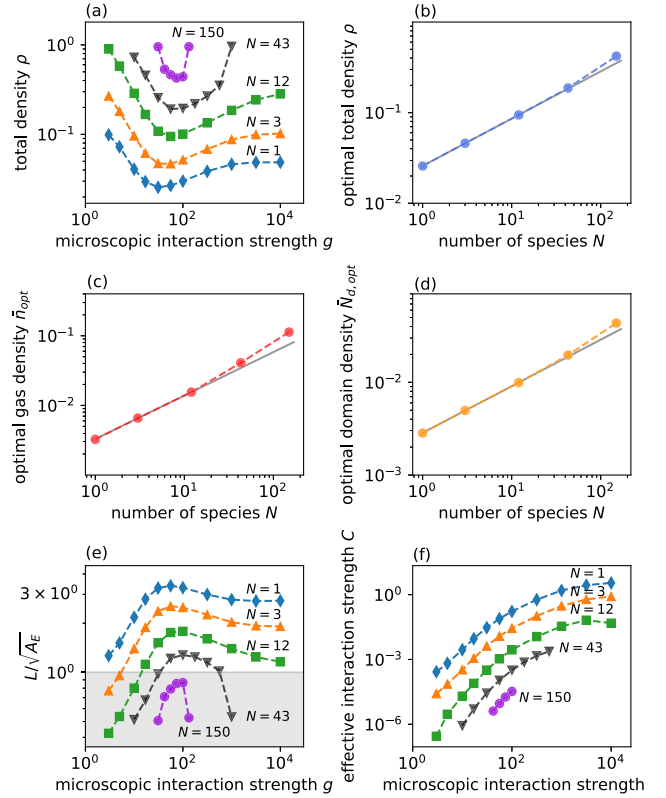 (a)
N = 150
N = 43
N = 12
N = 3
N = 1
10⁰
10⁻¹
total density ρ
10⁰
10²
10⁴
microscopic interaction strength g
(b)
10⁰
10⁻¹
10⁻²
optimal total density ρ
10⁰
10¹
10²
number of species N
(c)
10⁻¹
10⁻²
optimal gas density n̄ₒₚₜ
10⁰
10¹
10²
number of species N
(d)
10⁻²
10⁻³
optimal domain density N̄_{d,opt}
10⁰
10¹
10²
number of species N
(e)
3 × 10⁰
10⁰
L/√A_E
N = 1
N = 3
N = 12
N = 43
N = 150
10⁰
10²
10⁴
microscopic interaction strength g
(f)
10⁰
10⁻³
10⁻⁶
effective interaction strength C
N = 1
N = 3
N = 12
N = 43
N = 150
10⁰
10²
10⁴
microscopic interaction strength